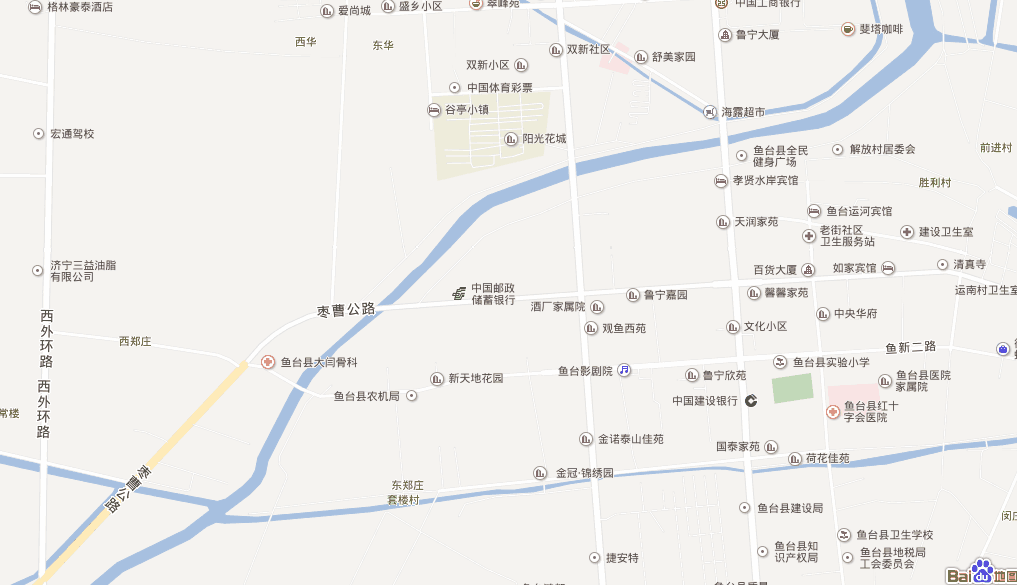 格林豪泰酒店
爱尚城
盛乡小区
翠峰苑
中国工商银行
西华
东华
双新社区
鲁宁大厦
斐塔咖啡
双新小区
舒美家园
中国体育彩票
谷亭小镇
海露超市
宏通驾校
阳光花城
鱼台县全民
健身广场
解放村居委会
前进村
孝贤水岸宾馆
胜利村
鱼台运河宾馆
天润家苑
老街社区
卫生服务站
建设卫生室
济宁三益油脂
有限公司
百货大厦
如家宾馆
清真寺
中国邮政
储蓄银行
鲁宁嘉园
馨馨家苑
运南村卫生室
枣曹公路
酒厂家属院
中央华府
西外环路
观鱼西苑
文化小区
西郑庄
鱼新二路
鱼台县大闫骨科
鱼台影剧院
鱼台县实验小学
新天地花园
鲁宁欣苑
鱼台县医院
家属院
西外环路
鱼台县农机局
中国建设银行
鱼台县红十
字会医院
常楼
金诺泰山佳苑
国泰家苑
荷花佳苑
枣曹公路
金冠·锦绣园
东郑庄
套楼村
鱼台县建设局
鱼台县卫生学校
捷安特
鱼台县知
识产权局
鱼台县地税局
工会委员会
Bai du 地图